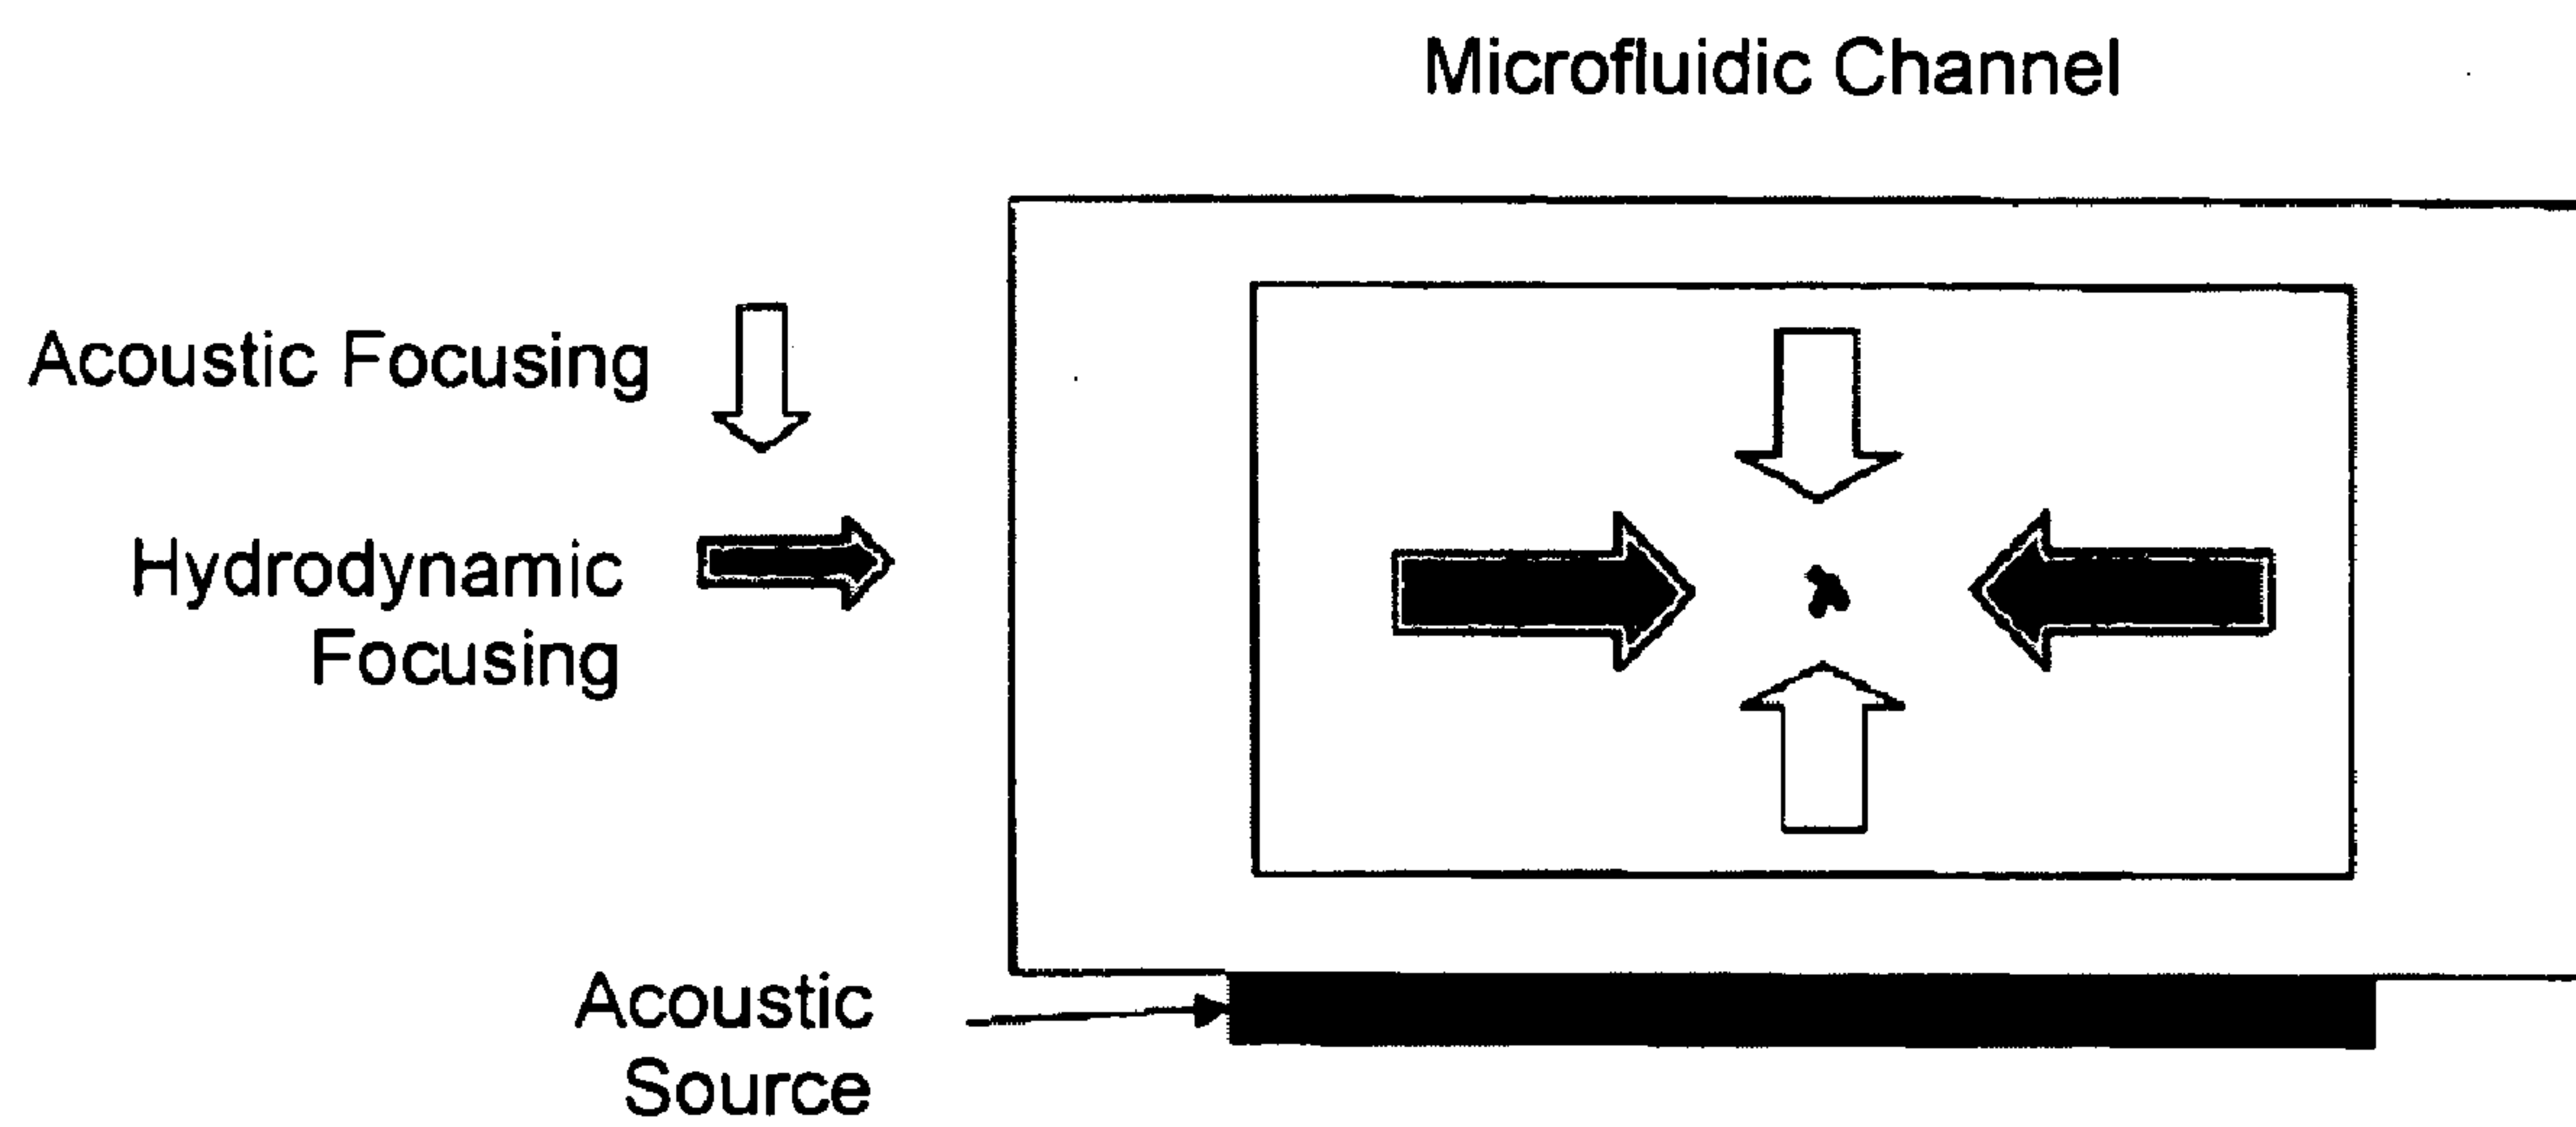 Microfluidic Channel
Acoustic Focusing
Hydrodynamic
Focusing
Acoustic
Source